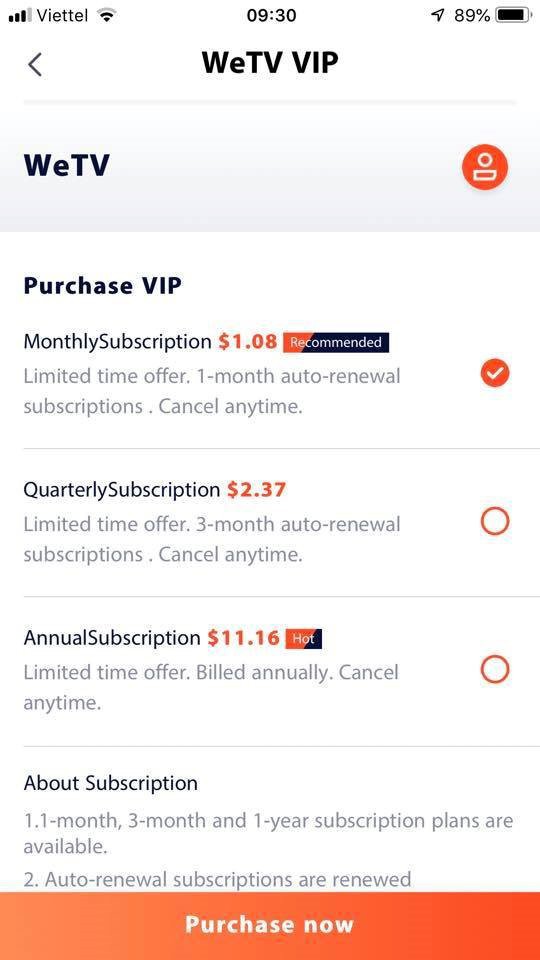 Viettel 09:30 89%
WeTV VIP
WeTV
Purchase VIP
MonthlySubscription $1.08 Recommended
Limited time offer. 1-month auto-renewal
subscriptions . Cancel anytime.
QuarterlySubscription $2.37
Limited time offer. 3-month auto-renewal
subscriptions . Cancel anytime.
AnnualSubscription $11.16 Hot
Limited time offer. Billed annually. Cancel
anytime.
About Subscription
1.1-month, 3-month and 1-year subscription plans are
available.
2. Auto-renewal subscriptions are renewed
Purchase now